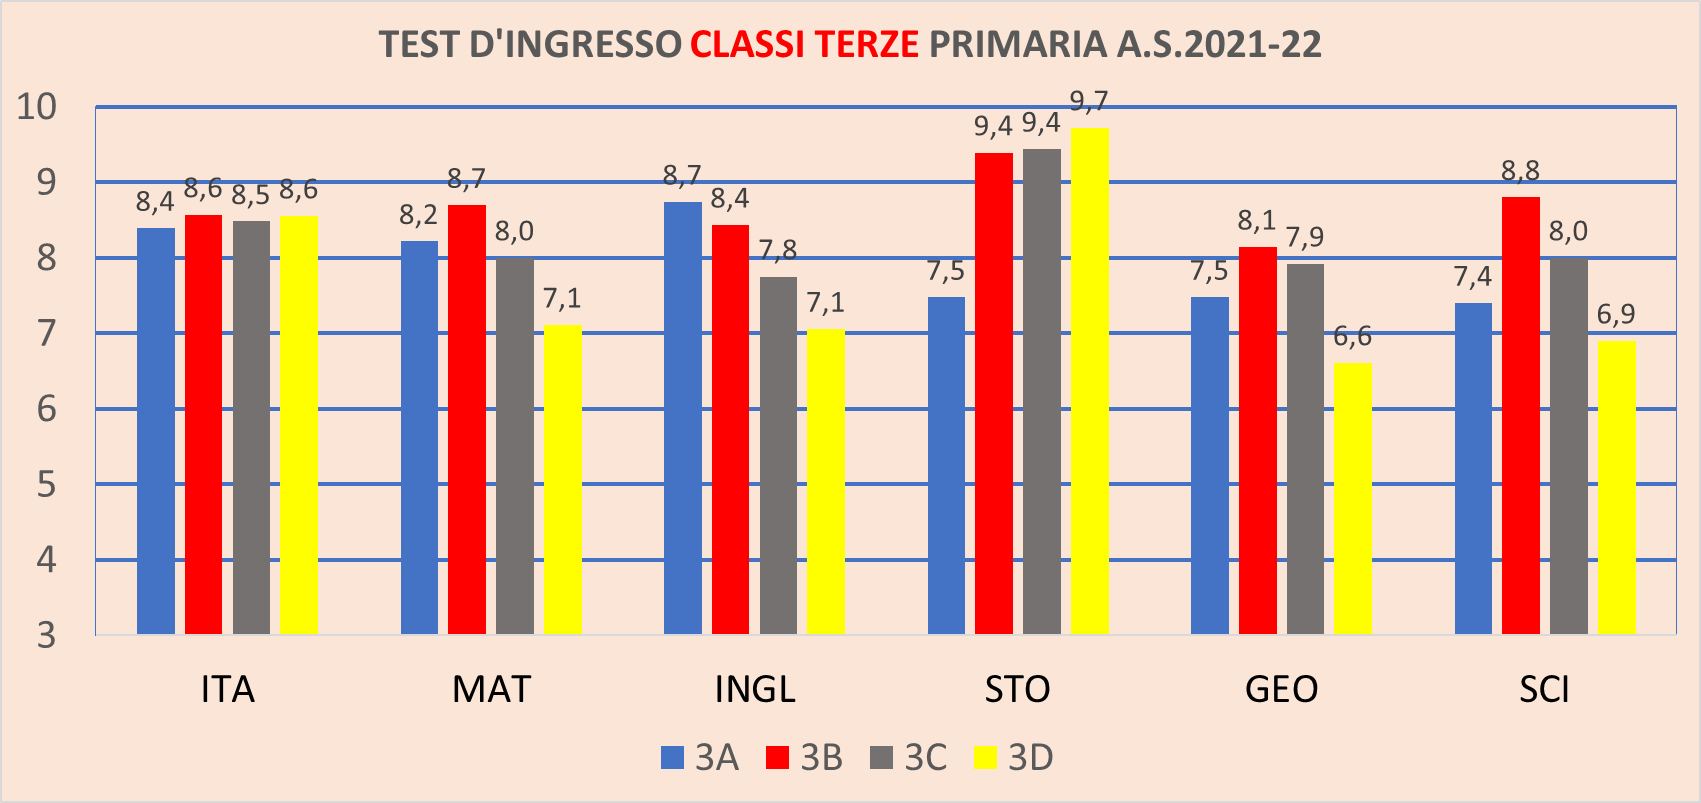 TEST D'INGRESSO CLASSI TERZE PRIMARIA A.S.2021-22
10
9
8
7
6
5
4
3
8,4 8,6 8,5 8,6
8,2 8,7 8,0 7,1
8,7 8,4 7,8 7,1
7,5 9,4 9,4 9,7
7,5 8,1 7,9 6,6
7,4 8,8 8,0 6,9
ITA MAT INGL STO GEO SCI
3A 3B 3C 3D